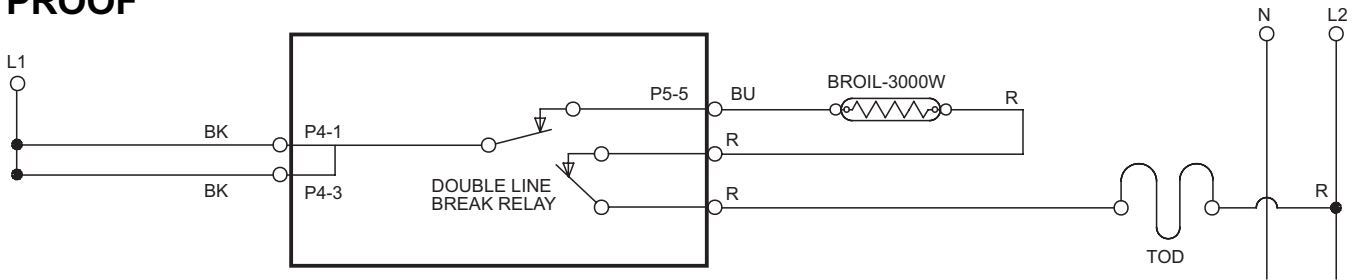 PROOF
N
L2
L1
BROIL-3000W
P5-5
BU
R
BK
P4-1
R
BK
P4-3
DOUBLE LINE
BREAK RELAY
R
R
TOD